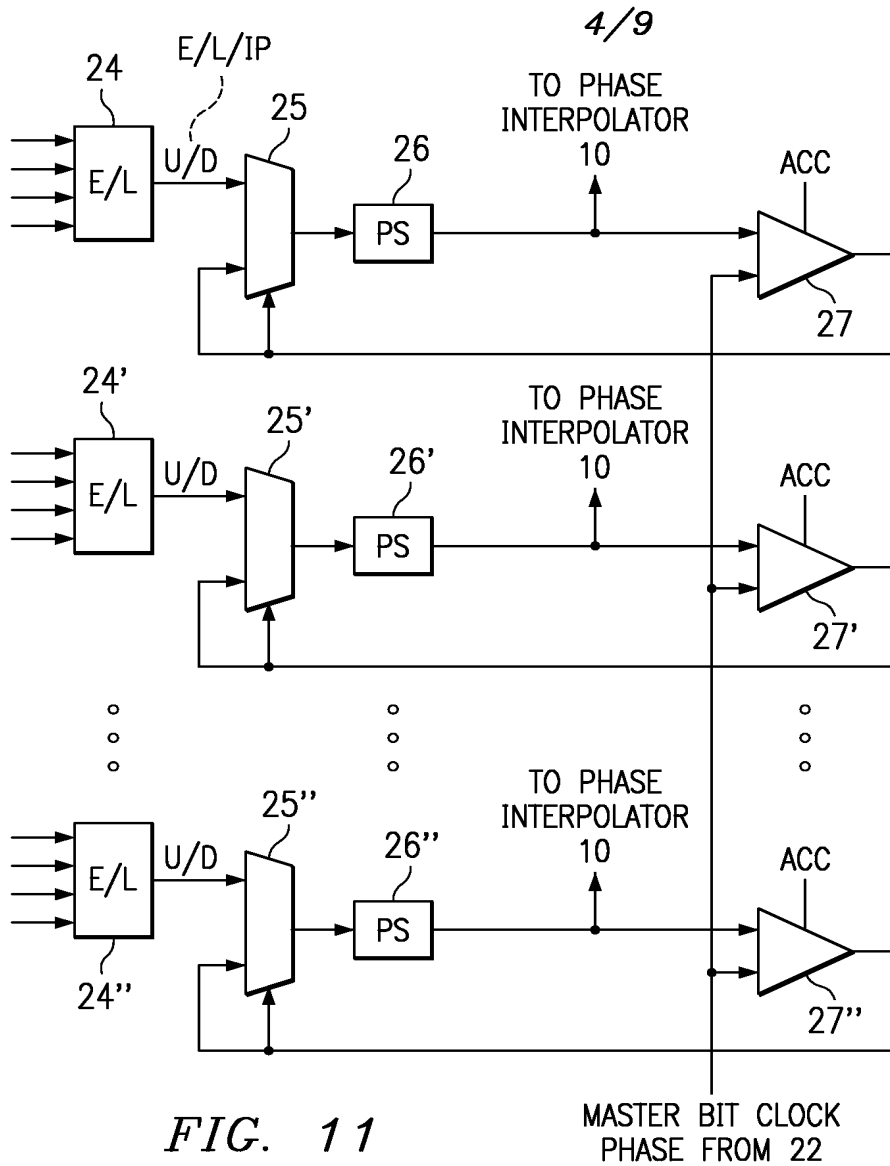 4/9
E/L/IP
24
25
TO PHASE
INTERPOLATOR
10
E/L
U/D
26
PS
ACC
27
24'
25'
TO PHASE
INTERPOLATOR
10
E/L
U/D
26'
PS
ACC
27'
25''
TO PHASE
INTERPOLATOR
10
E/L
U/D
26''
PS
ACC
24''
27''
FIG. 11
MASTER BIT CLOCK
PHASE FROM 22